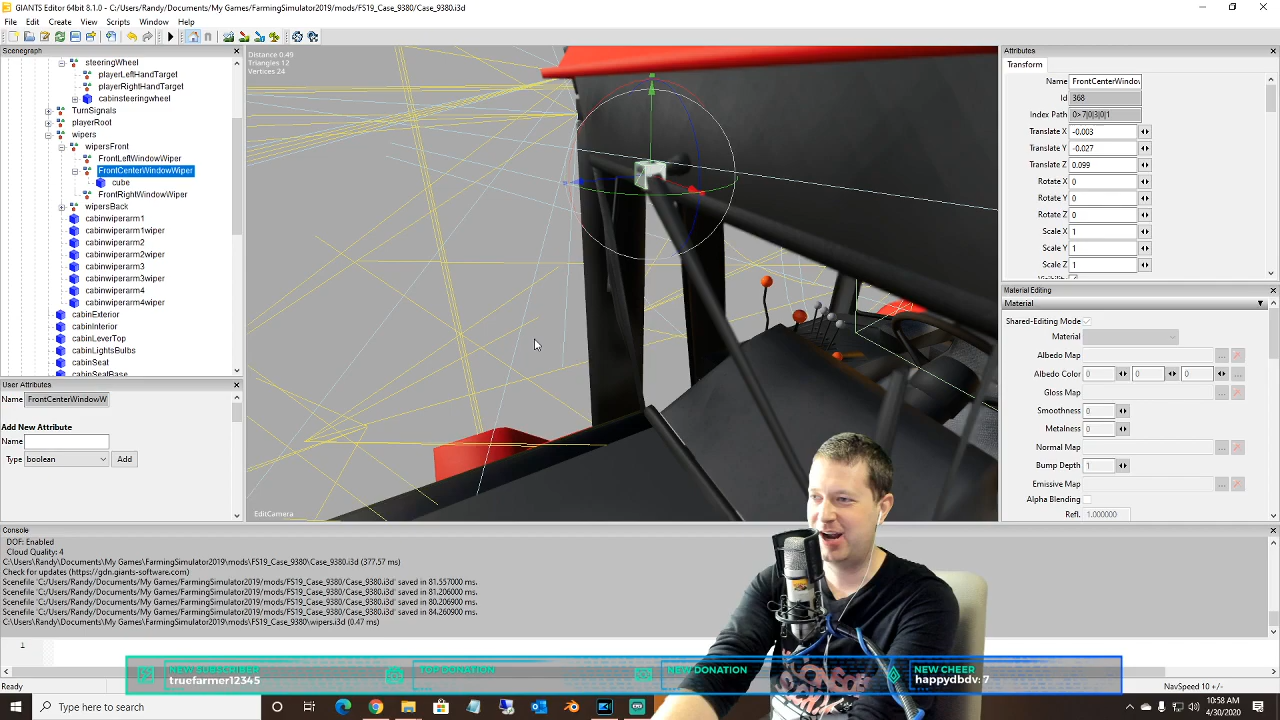 GIANTS Editor 64bit 8.1.0 - C:/Users/Randy/Documents/My Games/FarmingSimulator2019/mods/FS19_Case_9380/Case_9380.i3d
Scenegraph
steeringWheel
playerLeftHandTarget
playerRightHandTarget
cabinsteeringwheel
TurnSignals
playerRoot
wipers
wipersFront
FrontLeftWindowWiper
FrontCenterWindowWiper
cube
FrontRightWindowWiper
wipersBack
cabinwiperarm1
cabinwiperarm1wiper
cabinwiperarm2
cabinwiperarm2wiper
cabinwiperarm3
cabinwiperarm3wiper
cabinwiperarm4
cabinwiperarm4wiper
cabinExterior
cabinInterior
cabinLeverTop
cabinLightsBulbs
cabinSeat
cabinSeatBase
User Attributes
Name FrontCenterWindowW
Add New Attribute
Name
Type boolean Add
Distance 0.49
Triangles 12
Vertices 24
EditCamera
Attributes
Transform
Name FrontCenterWindov
Id 368
Index Path 0>7|0|3|0|1
Translate X -0.003
Translate Y -0.027
Translate Z 0.099
Rotate X 0
Rotate Y 0
Rotate Z 0
Scale X 1
Scale Y 1
Scale Z 1
Material Editing
Material
Shared-Editing Mode
Material
Albedo Map ...
Albedo Color 0 0 0 ...
Gloss Map ...
Smoothness 0
Metalness 0
Normal Map ...
Bump Depth 1
Emissive Map ...
Alpha Blending
Refl. 1.000000
Console
DOF: Enabled
Cloud Quality: 4
C:\Users\Randy\Documents\My Games\FarmingSimulator2019\mods\FS19_Case_9380\Case_9380.i3d (377.57 ms)
Check for updates (https://gdn.giants-software.com)
Scenefile 'C:/Users/Randy/Documents/My Games/FarmingSimulator2019/mods/FS19_Case_9380/Case_9380.i3d' saved in 81.557000 ms.
Scenefile 'C:/Users/Randy/Documents/My Games/FarmingSimulator2019/mods/FS19_Case_9380/Case_9380.i3d' saved in 81.206000 ms.
Scenefile 'C:/Users/Randy/Documents/My Games/FarmingSimulator2019/mods/FS19_Case_9380/Case_9380.i3d' saved in 80.206900 ms.
Scenefile 'C:/Users/Randy/Documents/My Games/FarmingSimulator2019/mods/FS19_Case_9380/Case_9380.i3d' saved in 84.260900 ms.
C:\Users\Randy\Documents\My Games\FarmingSimulator2019\mods\FS19_Case_9380\wipers.i3d (0.47 ms)
1
NEW SUBSCRIBER
truefarmer12345
TOP DONATION
NEW DONATION
NEW CHEER
happydbdv: 7
Ready
NavSpeed 10 +/-
Type here to search
10:58 AM
4/30/2020